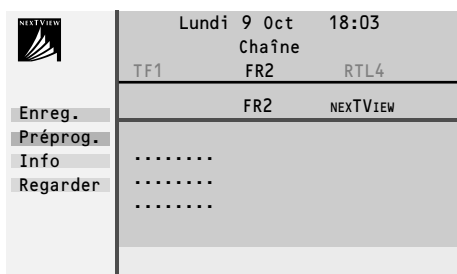 NEXTVIEW
Lundi 9 Oct 18:03
Chaîne
TF1 FR2 RTL4
FR2 NEXTVIEW
Enreg.
Préprog.
Info
Regarder
........
........
........